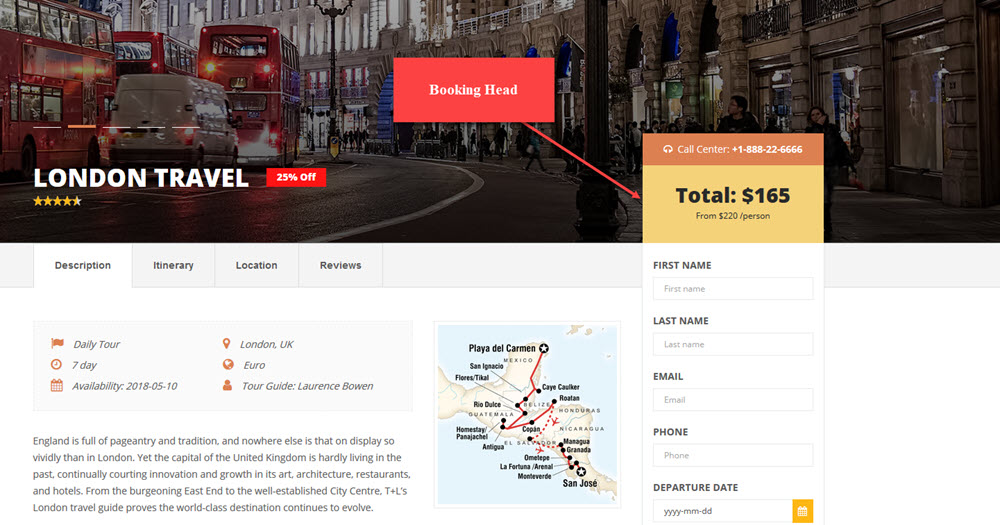 Booking Head
Call Center: +1-888-22-6666
LONDON TRAVEL 25% Off
Total: $165
From $220 /person
Description Itinerary Location Reviews
FIRST NAME
First name
LAST NAME
Last name
EMAIL
Email
PHONE
Phone
DEPARTURE DATE
yyyy-mm-dd
Daily Tour London, UK
7 day Euro
Availability: 2018-05-10 Tour Guide: Laurence Bowen
Playa del Carmen
MEXICO
San Ignacio
Flores/Tikal
Caye Caulker
Rio Dulce
BELIZE
Roatan
GUATEMALA
HONDURAS
Homestay/
Panajachel
Copán
NICARAGUA
Antigua
EL SALVADOR
Managua
Granada
Ometepe
La Fortuna /Arenal
Monteverde
San José
England is full of pageantry and tradition, and nowhere else is that on display so
vividly than in London. Yet the capital of the United Kingdom is hardly living in the
past, continually courting innovation and growth in its art, architecture, restaurants,
and hotels. From the burgeoning East End to the well-established City Centre, T+L's
London travel guide proves the world-class destination continues to evolve.